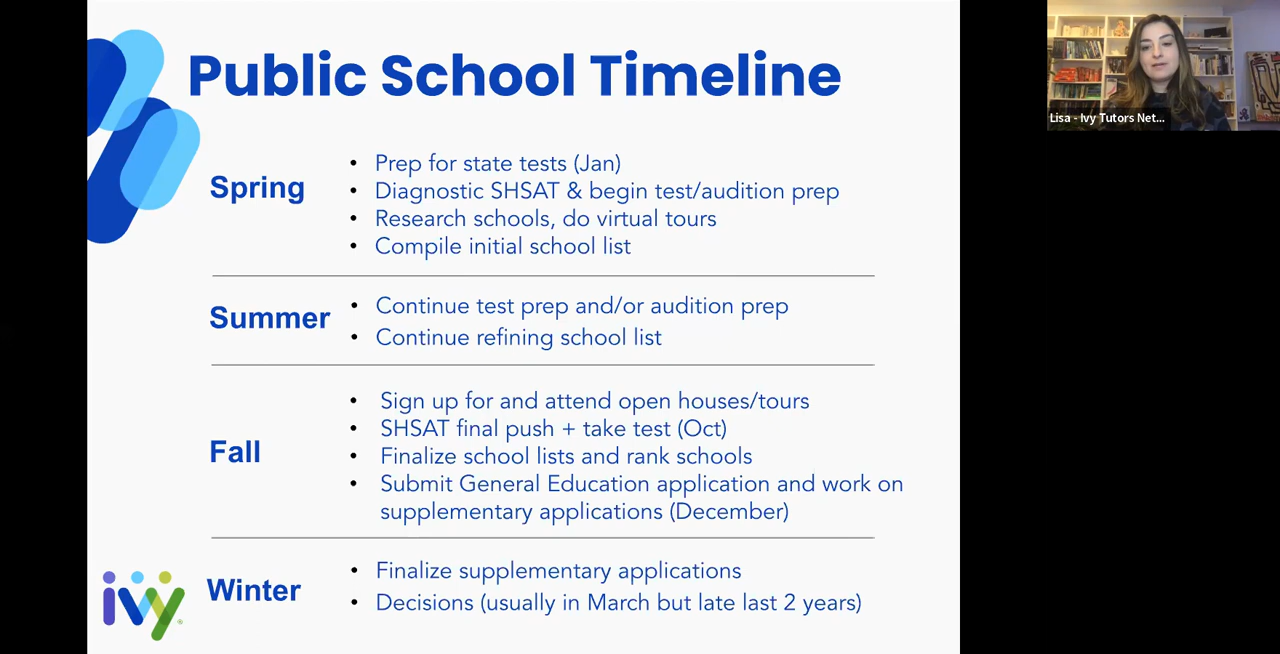 Public School Timeline
Spring
• Prep for state tests (Jan)
• Diagnostic SHSAT & begin test/audition prep
• Research schools, do virtual tours
• Compile initial school list
Summer
• Continue test prep and/or audition prep
• Continue refining school list
Fall
• Sign up for and attend open houses/tours
• SHSAT final push + take test (Oct)
• Finalize school lists and rank schools
• Submit General Education application and work on
supplementary applications (December)
Winter
• Finalize supplementary applications
• Decisions (usually in March but late last 2 years)
ivy®
Lisa - Ivy Tutors Net...